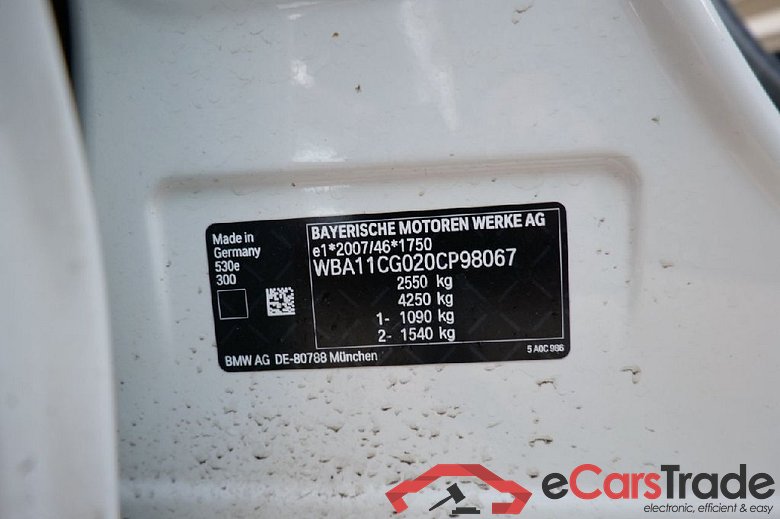 Made in
Germany
530e
300
BAYERISCHE MOTOREN WERKE AG
e1*2007/46*1750
WBA11CG020CP98067
2550 kg
4250 kg
1- 1090 kg
2- 1540 kg
BMW AG DE-80788 München
5 A0C 986
eCarsTrade
electronic, efficient & easy